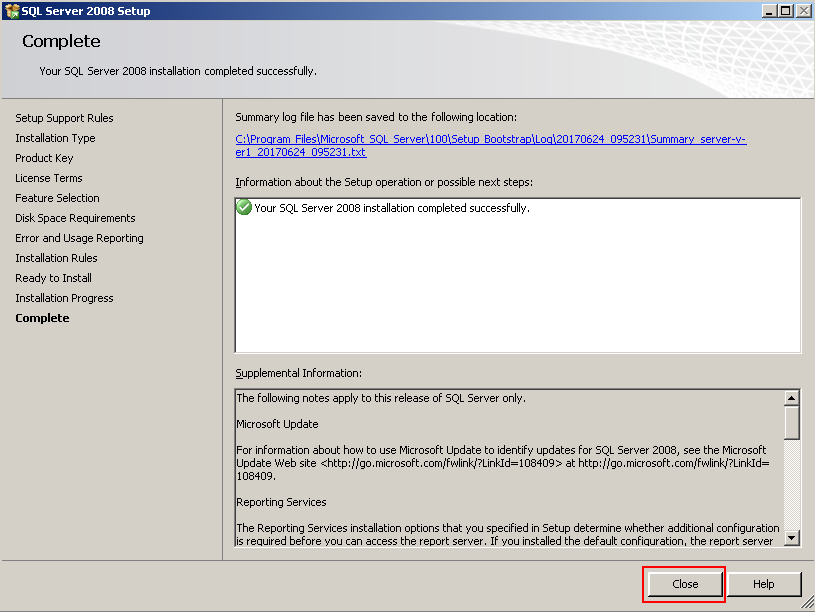 SQL Server 2008 Setup
Complete
Your SQL Server 2008 installation completed successfully.
Setup Support Rules
Installation Type
Product Key
License Terms
Feature Selection
Disk Space Requirements
Error and Usage Reporting
Installation Rules
Ready to Install
Installation Progress
Complete
Summary log file has been saved to the following location:
C:\Program Files\Microsoft SQL Server\100\Setup Bootstrap\Log\20170624_095231\Summary_server-v-
er1_20170624_095231.txt
Information about the Setup operation or possible next steps:
Your SQL Server 2008 installation completed successfully.
Supplemental Information:
The following notes apply to this release of SQL Server only.
Microsoft Update
For information about how to use Microsoft Update to identify updates for SQL Server 2008, see the Microsoft
Update Web site <http://go.microsoft.com/fwlink/?LinkId=108409> at http://go.microsoft.com/fwlink/?LinkId=
108409.
Reporting Services
The Reporting Services installation options that you specified in Setup determine whether additional configuration
is required before you can access the report server. If you installed the default configuration, the report server
Close
Help